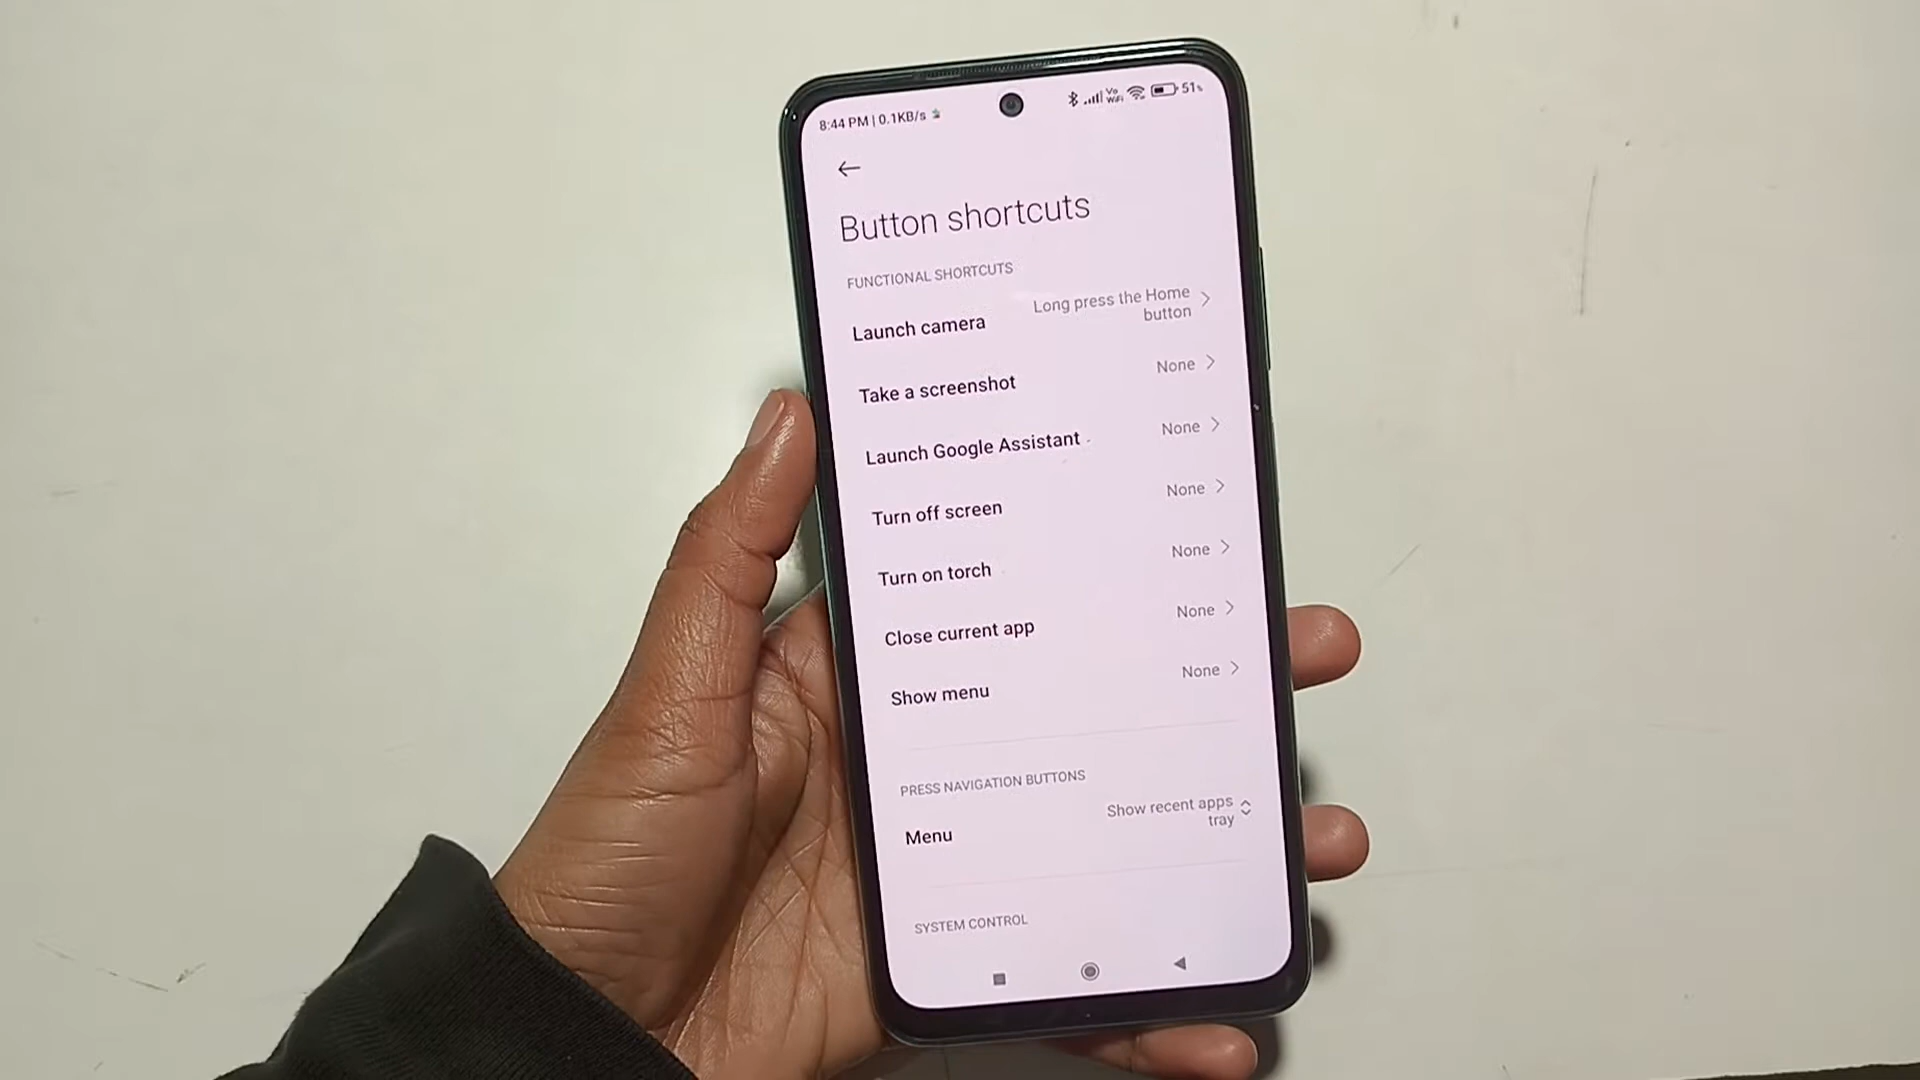 8:44 PM | 0.1KB/s
Vo WiFi 51%
Button shortcuts
FUNCTIONAL SHORTCUTS
Launch camera
Long press the Home
button
Take a screenshot None
Launch Google Assistant None
Turn off screen None
Turn on torch None
Close current app None
Show menu None
PRESS NAVIGATION BUTTONS
Menu
Show recent apps
tray
SYSTEM CONTROL